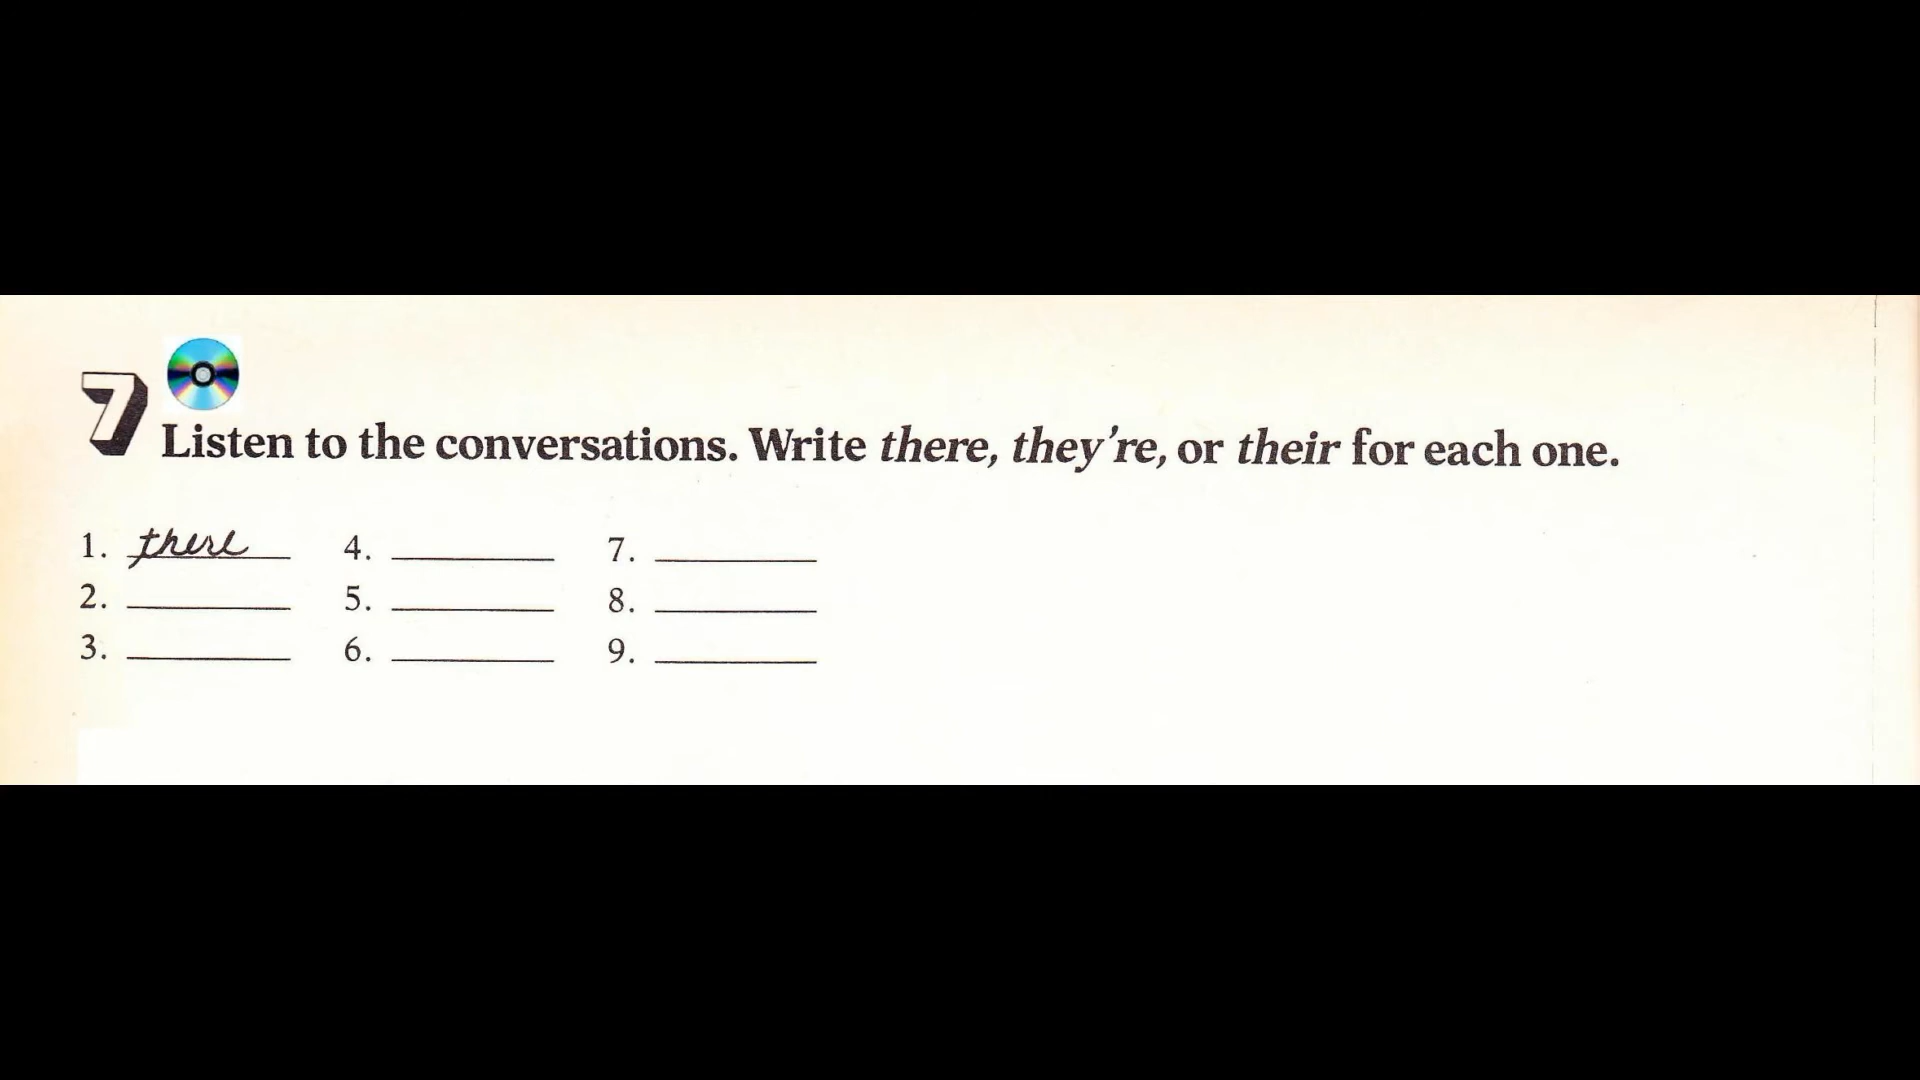 7
Listen to the conversations. Write there, they're, or their for each one.
1. there 4. 7.
2. 5. 8.
3. 6. 9.